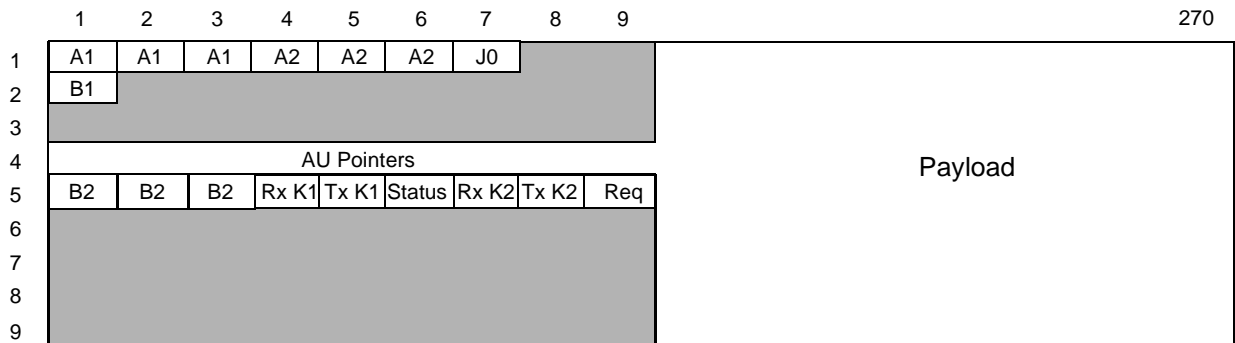 1 2 3 4 5 6 7 8 9 270
1 A1 A1 A1 A2 A2 A2 J0
2 B1
3
4 AU Pointers
Payload
5 B2 B2 B2 Rx K1 Tx K1 Status Rx K2 Tx K2 Req
6
7
8
9